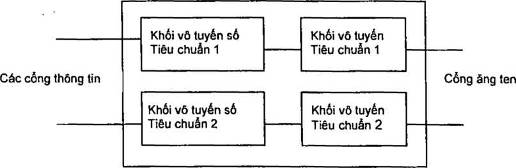 Khối vô tuyến số
Tiêu chuẩn 1
Khối vô tuyến
Tiêu chuẩn 1
Các cổng thông tin
Cổng ăng ten
Khối vô tuyến số
Tiêu chuẩn 2
Khối vô tuyến
Tiêu chuẩn 2